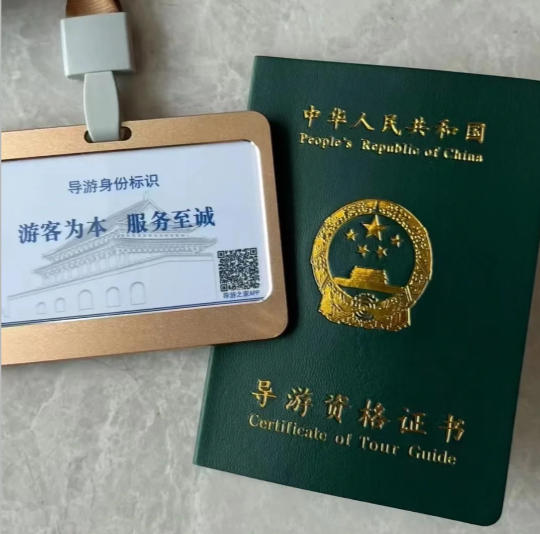 导游身份标识
游客为本 服务至诚
导游之家APP
中华人民共和国
People's Republic of China
导游资格证书
Certificate of Tour Guide